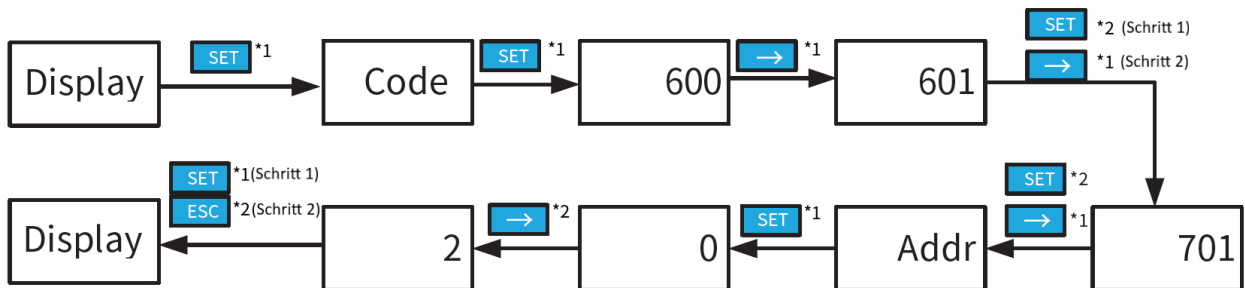 SET *1
SET *1
→ *1
SET *2 (Schritt 1)
→ *1 (Schritt 2)
Display
Code
600
601
SET *1(Schritt 1)
ESC *2(Schritt 2)
→ *2
SET *1
SET *2
→ *1
Display
2
0
Addr
701